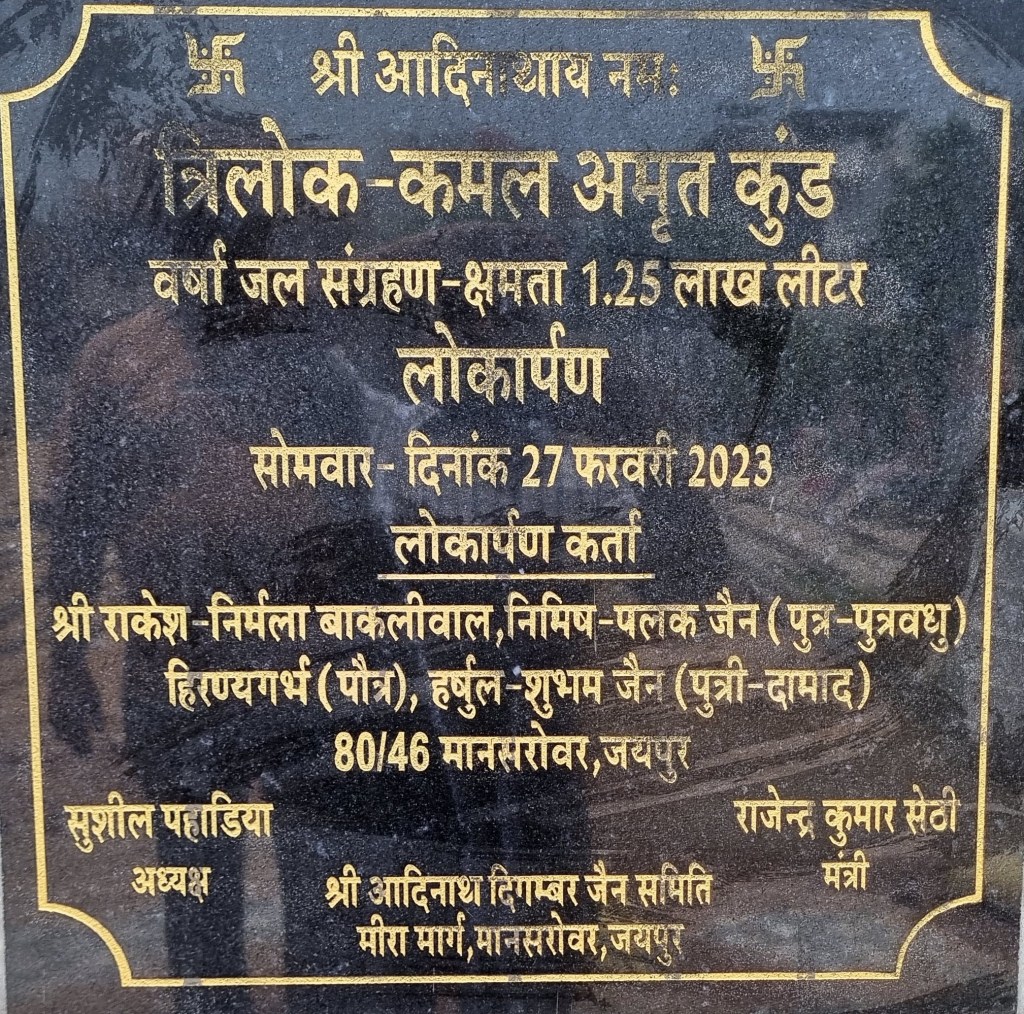 卐 श्री आदिनाथाय नमः 卐
त्रिलोक-कमल अमृत कुंड
वर्षा जल संग्रहण-क्षमता 1.25 लाख लीटर
लोकार्पण
सोमवार- दिनांक 27 फरवरी 2023
लोकार्पण कर्ता
श्री राकेश-निर्मला बाकलीवाल,निमिष-पलक जैन (पुत्र-पुत्रवधु)
हिरण्यगर्भ (पौत्र), हर्षुल-शुभम जैन (पुत्री-दामाद)
80/46 मानसरोवर,जयपुर
सुशील पहाडिया
अध्यक्ष
राजेन्द्र कुमार सेठी
मंत्री
श्री आदिनाथ दिगम्बर जैन समिति
मीरा मार्ग,मानसरोवर,जयपुर